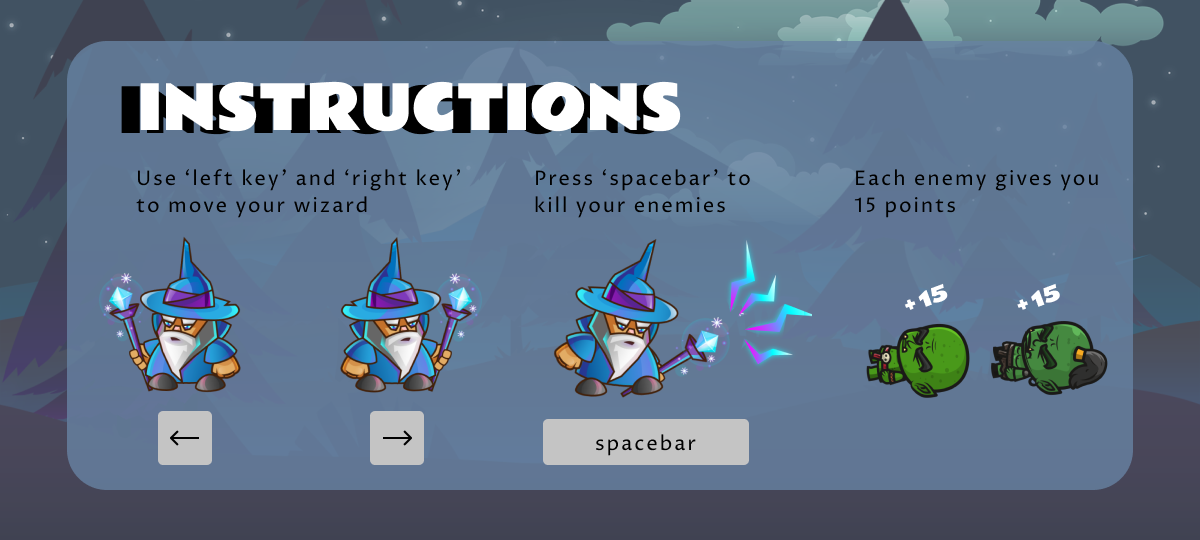 INSTRUCTIONS
Use ‘left key’ and ‘right key’
to move your wizard
Press ‘spacebar’ to
kill your enemies
Each enemy gives you
15 points
+15
+15
←
→
spacebar